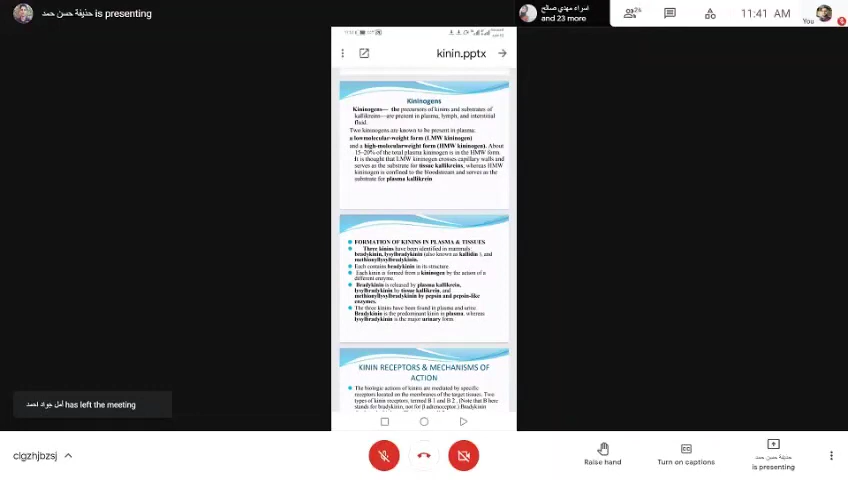 حذيفة حسن حمد is presenting
اسراء مهدي صالح
and 23 more
26
11:41 AM
You
kinin.pptx
Kininogens
Kininogens— the precursors of kinins and substrates of
kallikreins—are present in plasma, lymph, and interstitial
fluid.
Two kininogens are known to be present in plasma:
a low-molecular-weight form (LMW kininogen)
and a high-molecularweight form (HMW kininogen). About
15–20% of the total plasma kininogen is in the HMW form.
It is thought that LMW kininogen crosses capillary walls and
serves as the substrate for tissue kallikreins, whereas HMW
kininogen is confined to the bloodstream and serves as the
substrate for plasma kallikrein
FORMATION OF KININS IN PLASMA & TISSUES
Three kinins have been identified in mammals:
bradykinin, lysylbradykinin (also known as kallidin ), and
methionyllysylbradykinin.
Each contains bradykinin in its structure.
Each kinin is formed from a kininogen by the action of a
different enzyme.
Bradykinin is released by plasma kallikrein,
lysylbradykinin by tissue kallikrein, and
methionyllysylbradykinin by pepsin and pepsin-like
enzymes.
The three kinins have been found in plasma and urine.
Bradykinin is the predominant kinin in plasma, whereas
lysylbradykinin is the major urinary form
KININ RECEPTORS & MECHANISMS OF
ACTION
The biologic actions of kinins are mediated by specific
receptors located on the membranes of the target tissues. Two
types of kinin receptors, termed B 1 and B 2 . (Note that B here
stands for bradykinin, not for β adrenoceptor.) Bradykinin
أمل جواد احمد has left the meeting
clgzhjbzsj
Raise hand
Turn on captions
حذيفة حسن حمد
is presenting